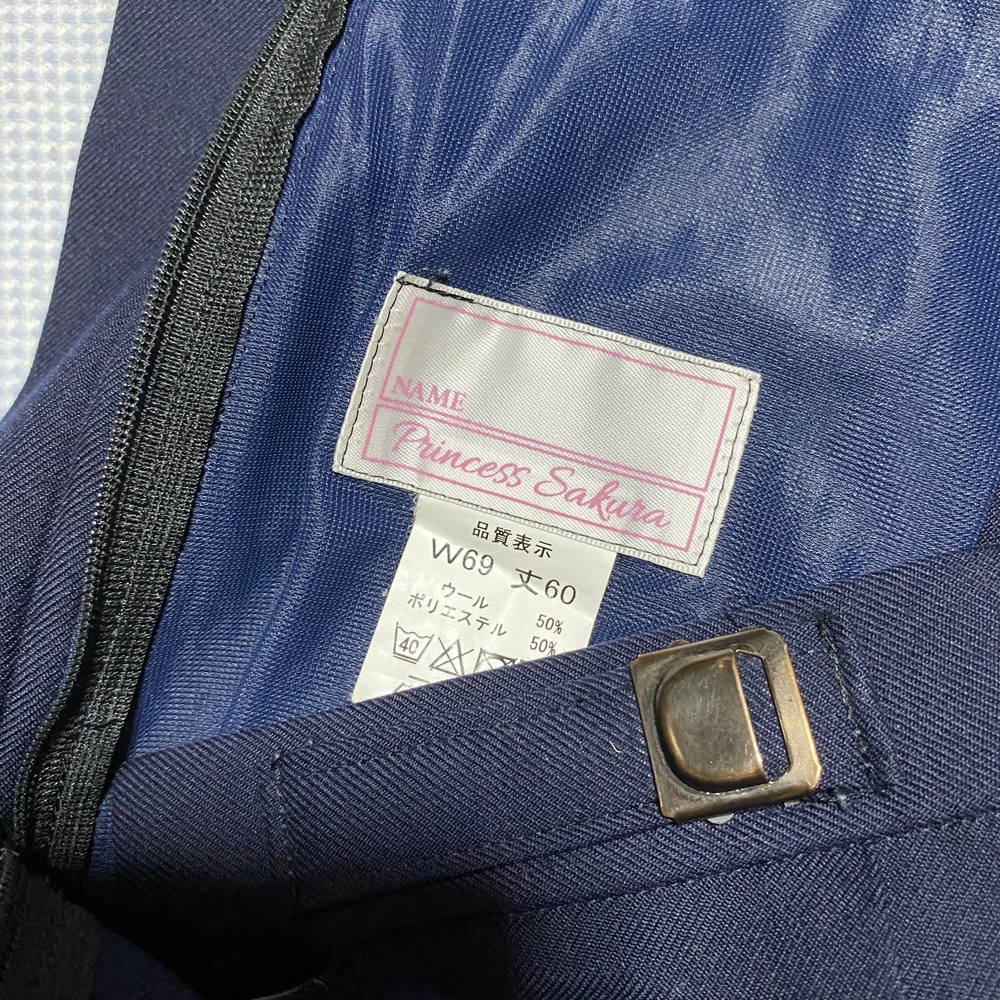 NAME
Princess Sakura
品質表示
W69 丈60
ウール 50%
ポリエステル 50%
40